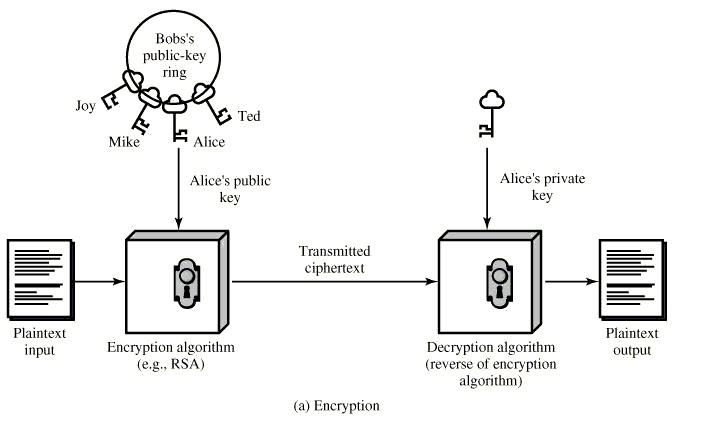 Bobs's
public-key
ring
Joy
Mike
Alice
Ted
Alice's public
key
Alice's private
key
Transmitted
ciphertext
Plaintext
input
Encryption algorithm
(e.g., RSA)
Decryption algorithm
(reverse of encryption
algorithm)
Plaintext
output
(a) Encryption